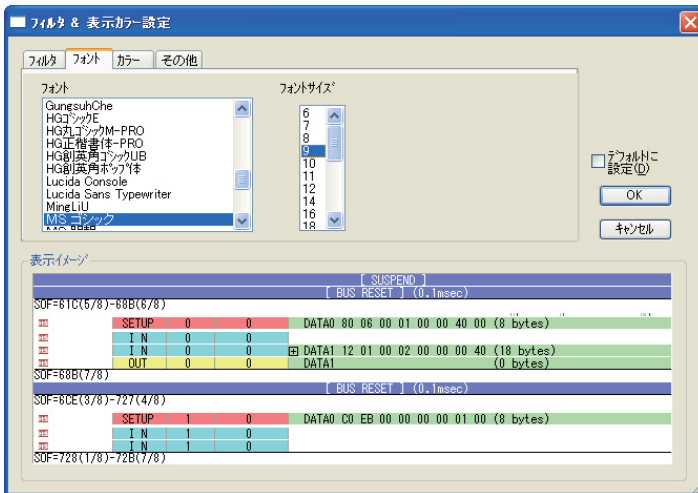 フィルタ & 表示カラー設定
フィルタ フォント カラー その他
フォント
GungsuhChe
HGゴシックE
HG丸ゴシックM-PRO
HG正楷書体-PRO
HG創英角ゴシックUB
HG創英角ポップ体
Lucida Console
Lucida Sans Typewriter
MingLiU
MS ゴシック
フォントサイズ
6
7
8
9
10
11
12
14
16
18
デフォルトに
設定(D)
OK
キャンセル
表示イメージ
[ SUSPEND ]
[ BUS RESET ] (0.1msec)
SOF=61C(5/8)-68B(6/8)
HS SETUP 0 0 DATA0 80 06 00 01 00 00 40 00 (8 bytes)
HS I N 0 0
HS I N 0 0 DATA1 12 01 00 02 00 00 00 40 (18 bytes)
HS OUT 0 0 DATA1 (0 bytes)
SOF=68B(7/8)
[ BUS RESET ] (0.1msec)
SOF=6CE(3/8)-727(4/8)
HS SETUP 1 0 DATA0 C0 EB 00 00 00 00 01 00 (8 bytes)
HS I N 1 0
HS I N 1 0
SOF=728(1/8)-72B(7/8)